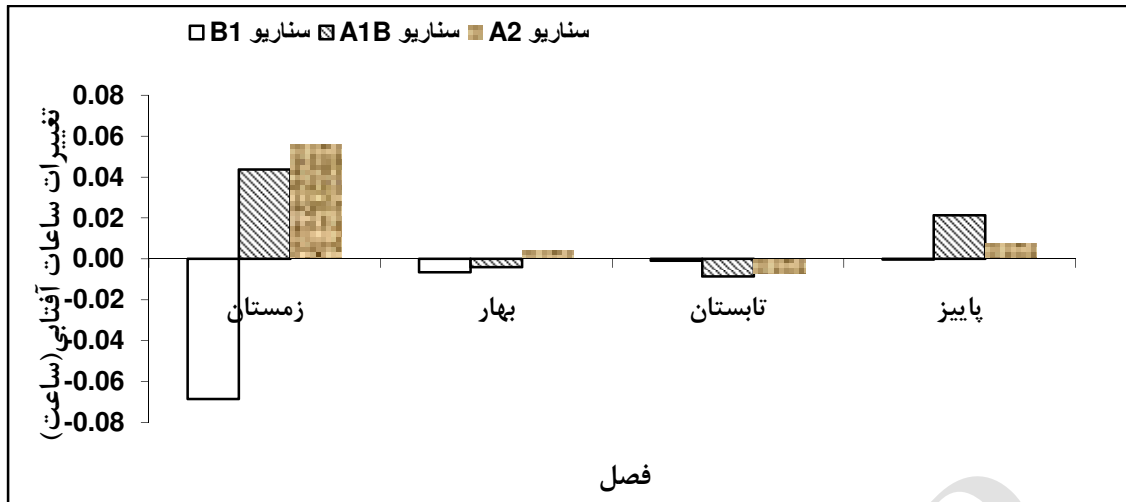 سناریو B1 سناریو A1B سناریو A2
تغییرات ساعات آفتابي(ساعت)
0.08
0.06
0.04
0.02
0.00
-0.02
-0.04
-0.06
-0.08
زمستان بهار تابستان پاییز
فصل